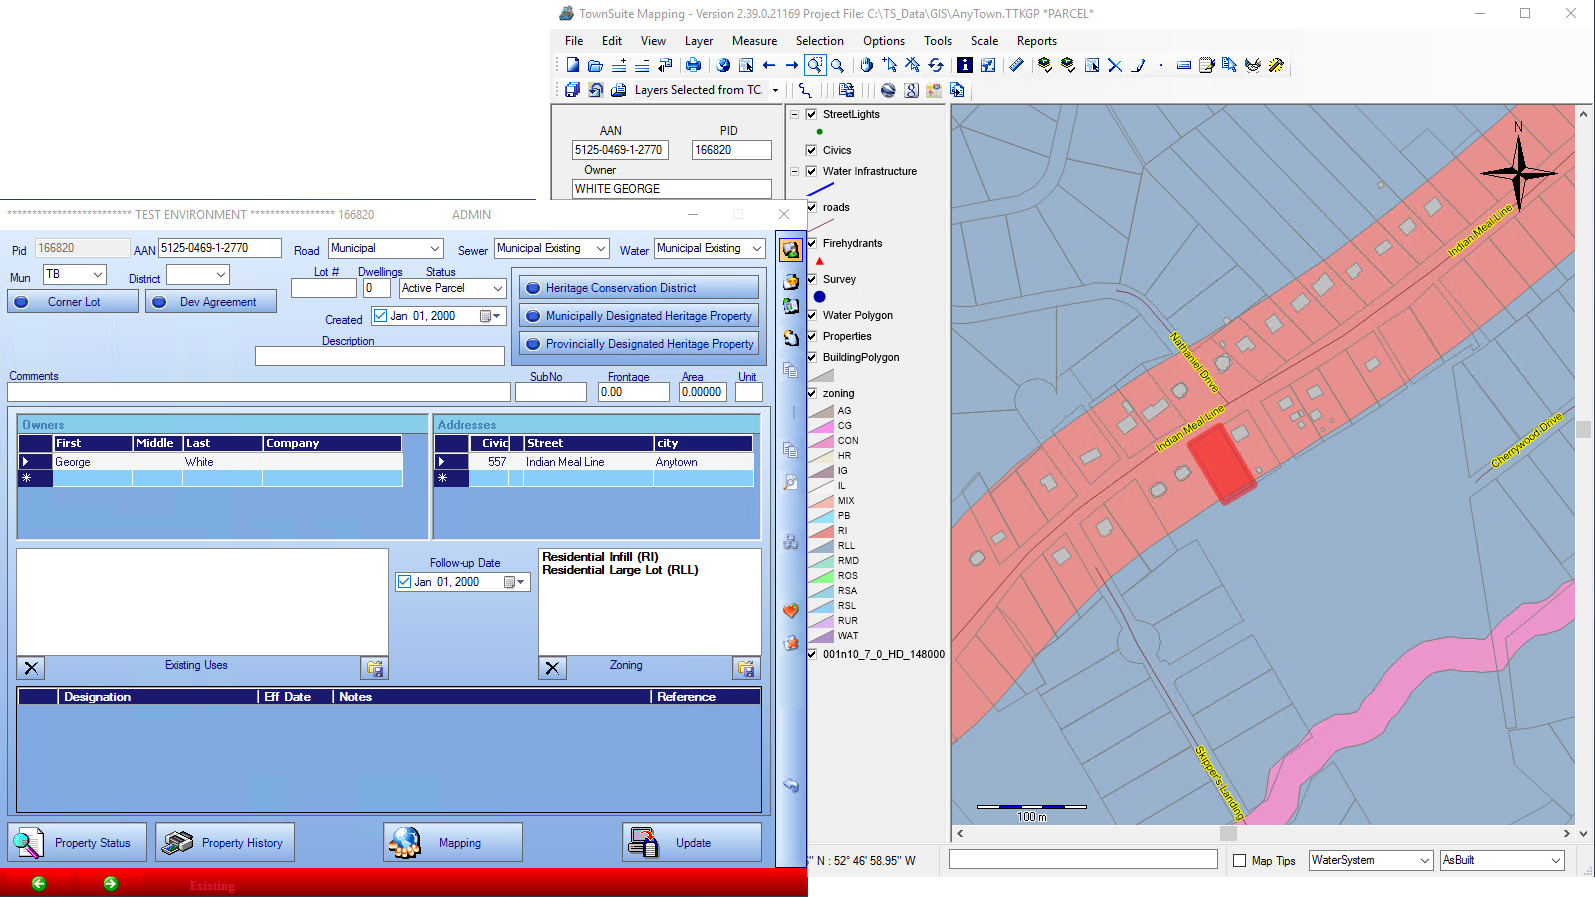 TownSuite Mapping - Version 2.39.0.21169 Project File: C:\TS_Data\GIS\AnyTown.TTKGP *PARCEL*
File Edit View Layer Measure Selection Options Tools Scale Reports
Layers Selected from TC
AAN PID
5125-0469-1-2770 166820
Owner
WHITE GEORGE
StreetLights
Civics
Water Infrastructure
roads
Firehydrants
Survey
Water Polygon
Properties
BuildingPolygon
zoning
AG
CG
CON
HR
IG
IL
MIX
PB
RI
RLL
RMD
ROS
RSA
RSL
RUR
WAT
001n10_7_0_HD_148000
N
Indian Meal Line
Nathaniel Drive
Indian Meal Line
Cherrywood Drive
Skipper's Landing
100 m
" N : 52° 46' 58.95" W
Map Tips WaterSystem AsBuilt
************************* TEST ENVIRONMENT ***************** 166820 ADMIN
Pid 166820 AAN 5125-0469-1-2770 Road Municipal Sewer Municipal Existing Water Municipal Existing
Mun TB District Lot # Dwellings Status
0 Active Parcel
Corner Lot Dev Agreement
Heritage Conservation District
Created Jan 01, 2000
Municipally Designated Heritage Property
Description
Provincially Designated Heritage Property
Comments SubNo Frontage Area Unit
0.00 0.00000
Owners Addresses
First Middle Last Company Civic Street city
George White 557 Indian Meal Line Anytown
Follow-up Date
Jan 01, 2000
Residential Infill (RI)
Residential Large Lot (RLL)
Existing Uses Zoning
Designation Eff Date Notes Reference
Property Status Property History Mapping Update
Existing